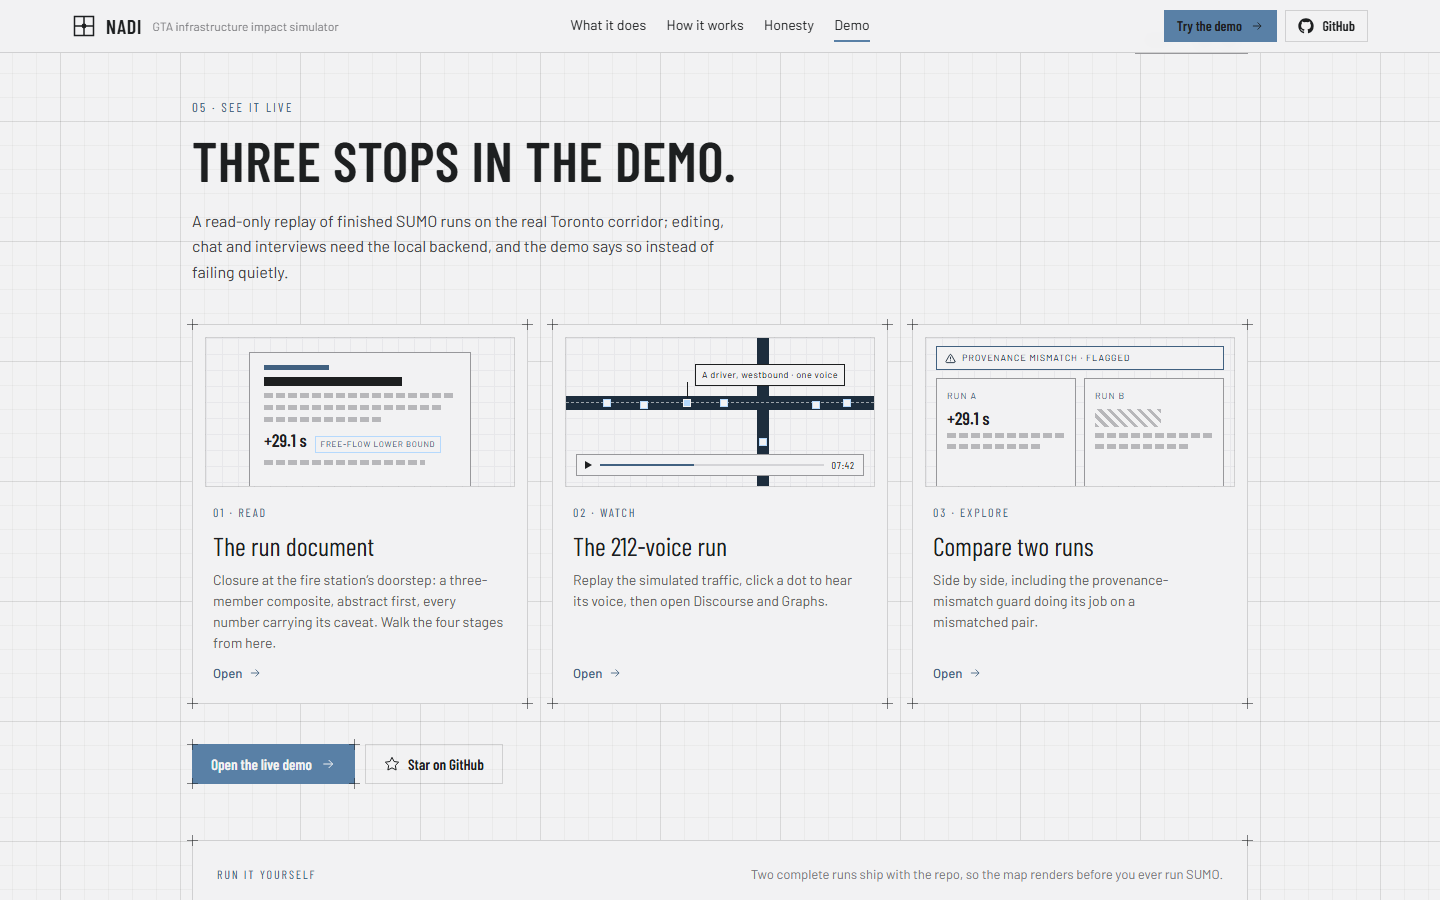 NADI GTA infrastructure impact simulator
What it does How it works Honesty Demo
Try the demo GitHub
05 · SEE IT LIVE
THREE STOPS IN THE DEMO.
A read-only replay of finished SUMO runs on the real Toronto corridor; editing,
chat and interviews need the local backend, and the demo says so instead of
failing quietly.
+29.1 s FREE-FLOW LOWER BOUND
01 · READ
The run document
Closure at the fire station's doorstep: a three-
member composite, abstract first, every
number carrying its caveat. Walk the four stages
from here.
Open
A driver, westbound · one voice
07:42
02 · WATCH
The 212-voice run
Replay the simulated traffic, click a dot to hear
its voice, then open Discourse and Graphs.
Open
PROVENANCE MISMATCH · FLAGGED
RUN A
+29.1 s
RUN B
03 · EXPLORE
Compare two runs
Side by side, including the provenance-
mismatch guard doing its job on a
mismatched pair.
Open
Open the live demo
Star on GitHub
RUN IT YOURSELF
Two complete runs ship with the repo, so the map renders before you ever run SUMO.